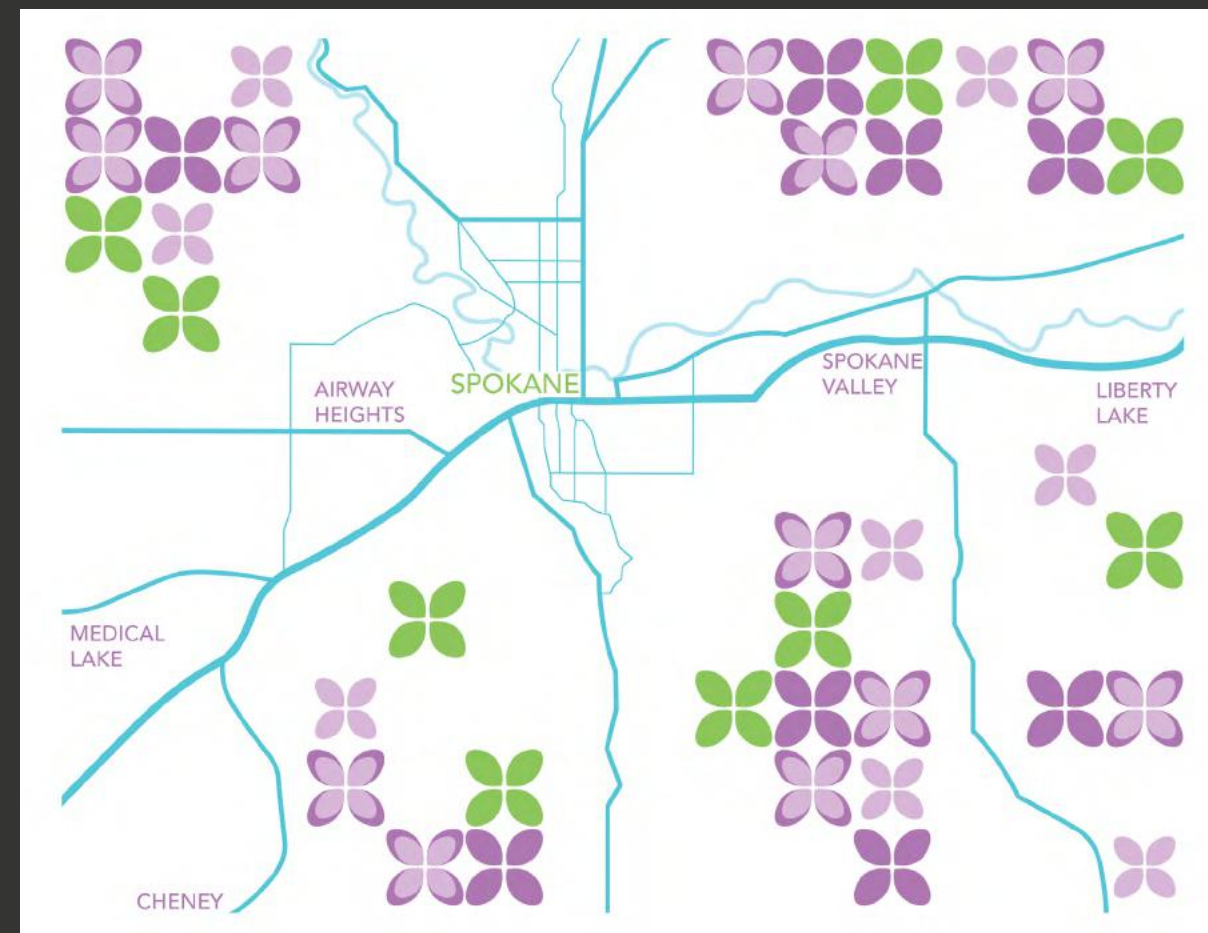 SPOKANE
AIRWAY
HEIGHTS
SPOKANE
VALLEY
LIBERTY
LAKE
MEDICAL
LAKE
CHENEY